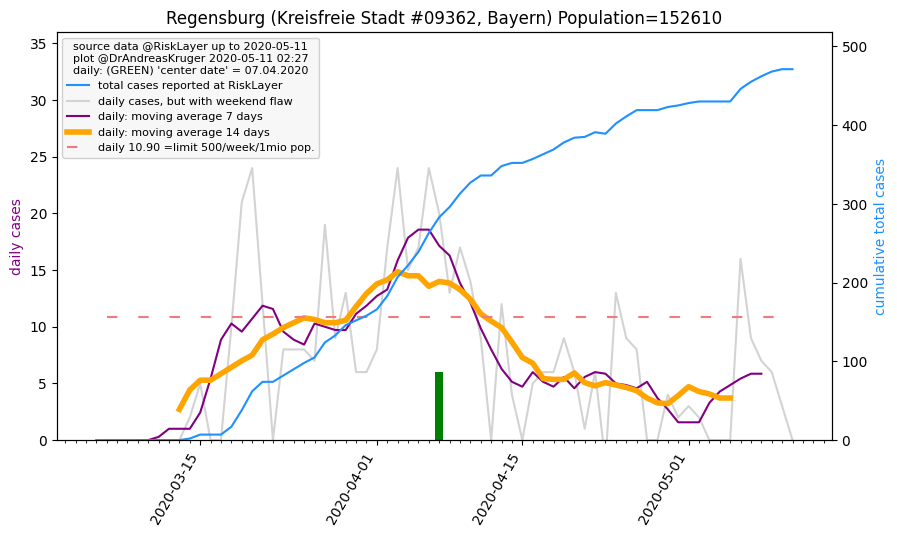 Regensburg (Kreisfreie Stadt #09362, Bayern) Population=152610
source data @RiskLayer up to 2020-05-11
plot @DrAndreasKruger 2020-05-11 02:27
daily: (GREEN) 'center date' = 07.04.2020
total cases reported at RiskLayer
daily cases, but with weekend flaw
daily: moving average 7 days
daily: moving average 14 days
daily 10.90 =limit 500/week/1mio pop.
daily cases
35
30
25
20
15
10
5
0
500
400
300
200
100
0
cumulative total cases
2020-03-15
2020-04-01
2020-04-15
2020-05-01